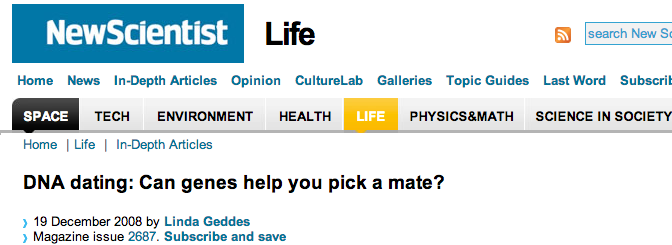 NewScientist Life
search New Sc
Home News In-Depth Articles Opinion CultureLab Galleries Topic Guides Last Word Subscrib
SPACE TECH ENVIRONMENT HEALTH LIFE PHYSICS&MATH SCIENCE IN SOCIETY
Home | Life | In-Depth Articles
DNA dating: Can genes help you pick a mate?
19 December 2008 by Linda Geddes
Magazine issue 2687. Subscribe and save